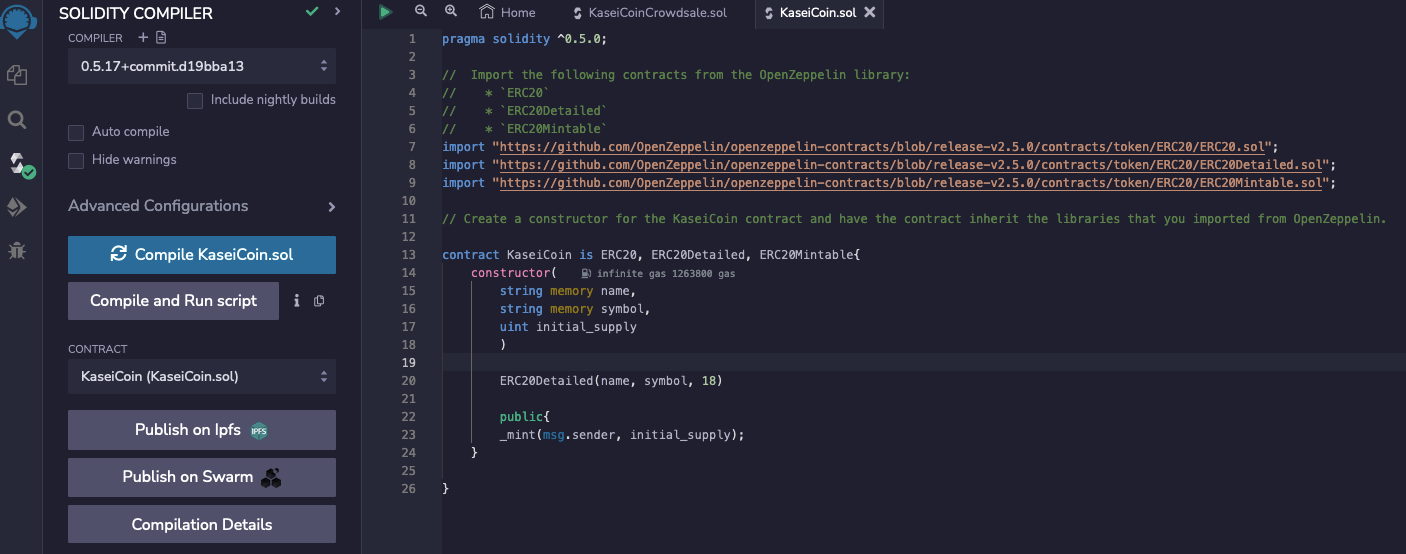 SOLIDITY COMPILER
COMPILER +
0.5.17+commit.d19bba13
Include nightly builds
Auto compile
Hide warnings
Advanced Configurations
Compile KaseiCoin.sol
Compile and Run script
CONTRACT
KaseiCoin (KaseiCoin.sol)
Publish on Ipfs IPFS
Publish on Swarm
Compilation Details
Home KaseiCoinCrowdsale.sol KaseiCoin.sol
1 pragma solidity ^0.5.0;
2
3 //  Import the following contracts from the OpenZeppelin library:
4 //    * `ERC20`
5 //    * `ERC20Detailed`
6 //    * `ERC20Mintable`
7 import "https://github.com/OpenZeppelin/openzeppelin-contracts/blob/release-v2.5.0/contracts/token/ERC20/ERC20.sol";
8 import "https://github.com/OpenZeppelin/openzeppelin-contracts/blob/release-v2.5.0/contracts/token/ERC20/ERC20Detailed.sol";
9 import "https://github.com/OpenZeppelin/openzeppelin-contracts/blob/release-v2.5.0/contracts/token/ERC20/ERC20Mintable.sol";
10
11 // Create a constructor for the KaseiCoin contract and have the contract inherit the libraries that you imported from OpenZeppelin.
12
13 contract KaseiCoin is ERC20, ERC20Detailed, ERC20Mintable{
14     constructor( infinite gas 1263800 gas
15         string memory name,
16         string memory symbol,
17         uint initial_supply
18         )
19
20         ERC20Detailed(name, symbol, 18)
21
22         public{
23         _mint(msg.sender, initial_supply);
24     }
25
26 }